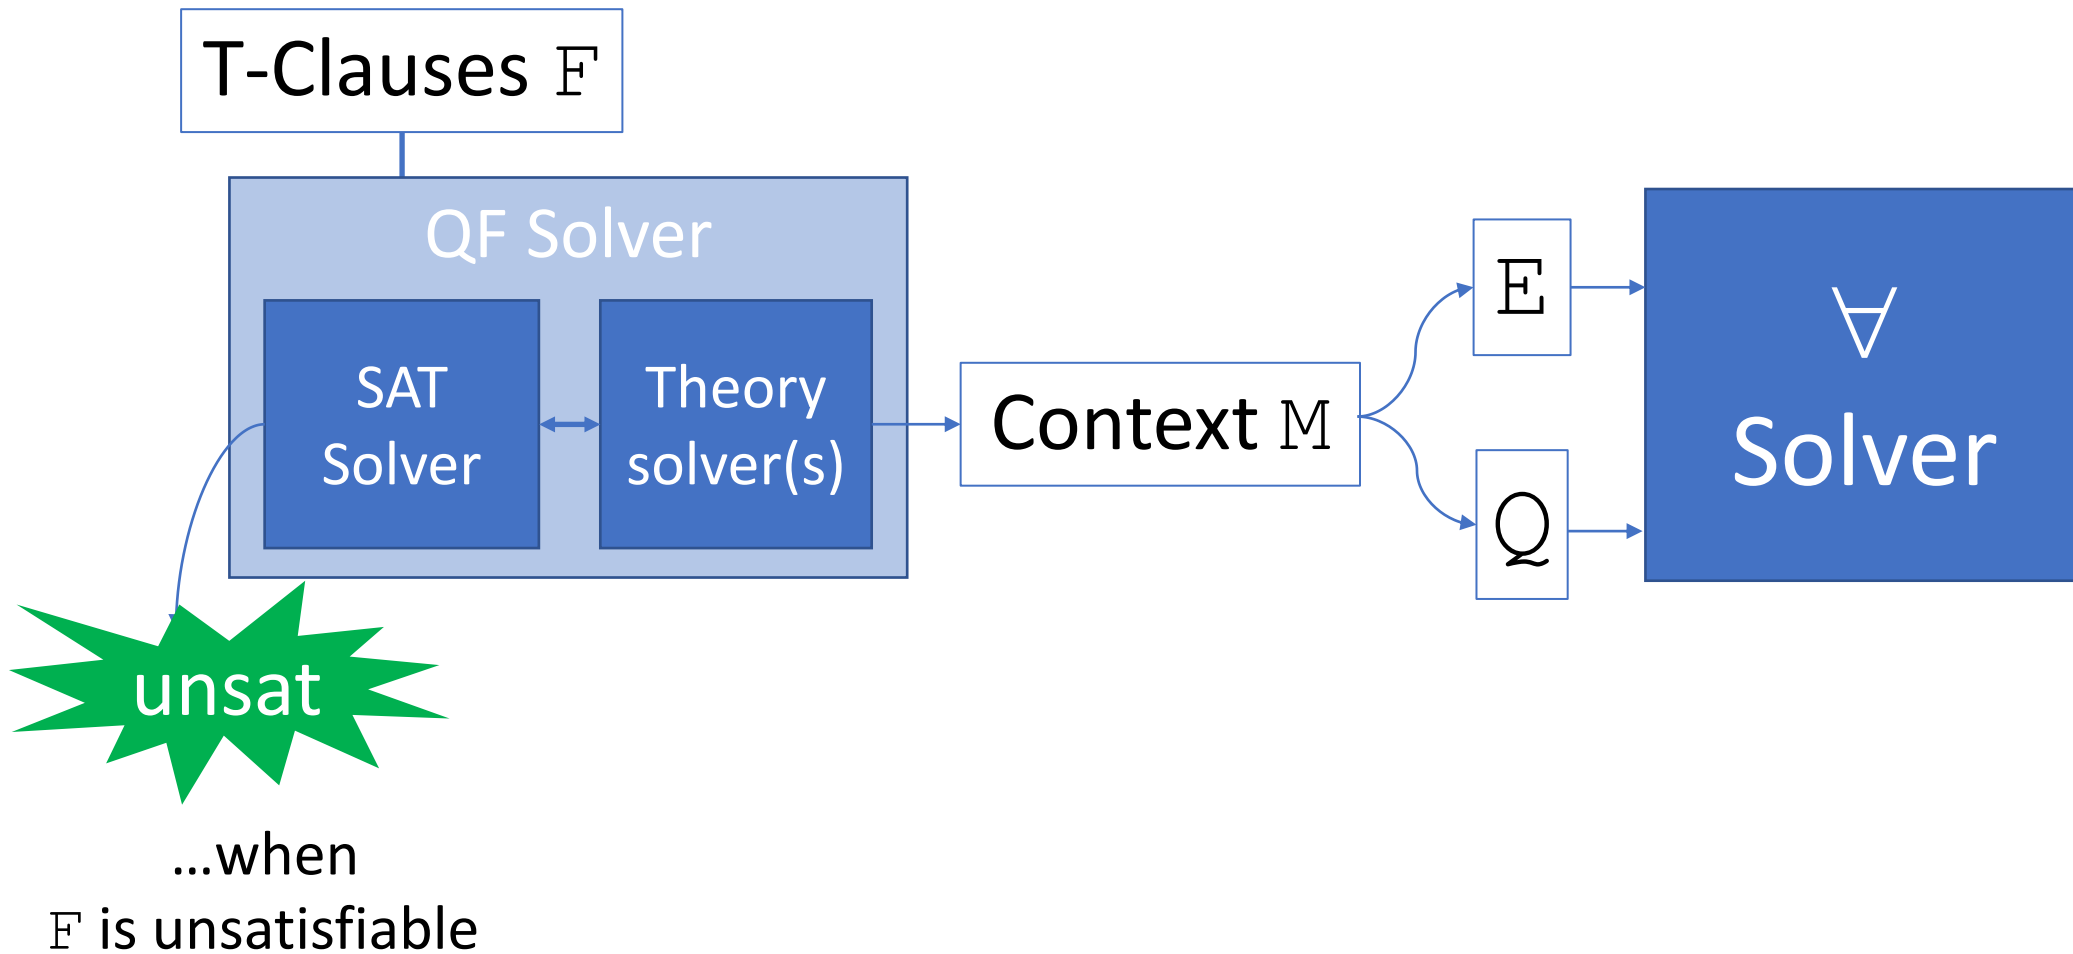 T-Clauses F
QF Solver
SAT
Solver
Theory
solver(s)
Context M
E
Q
∀
Solver
unsat
...when
F is unsatisfiable